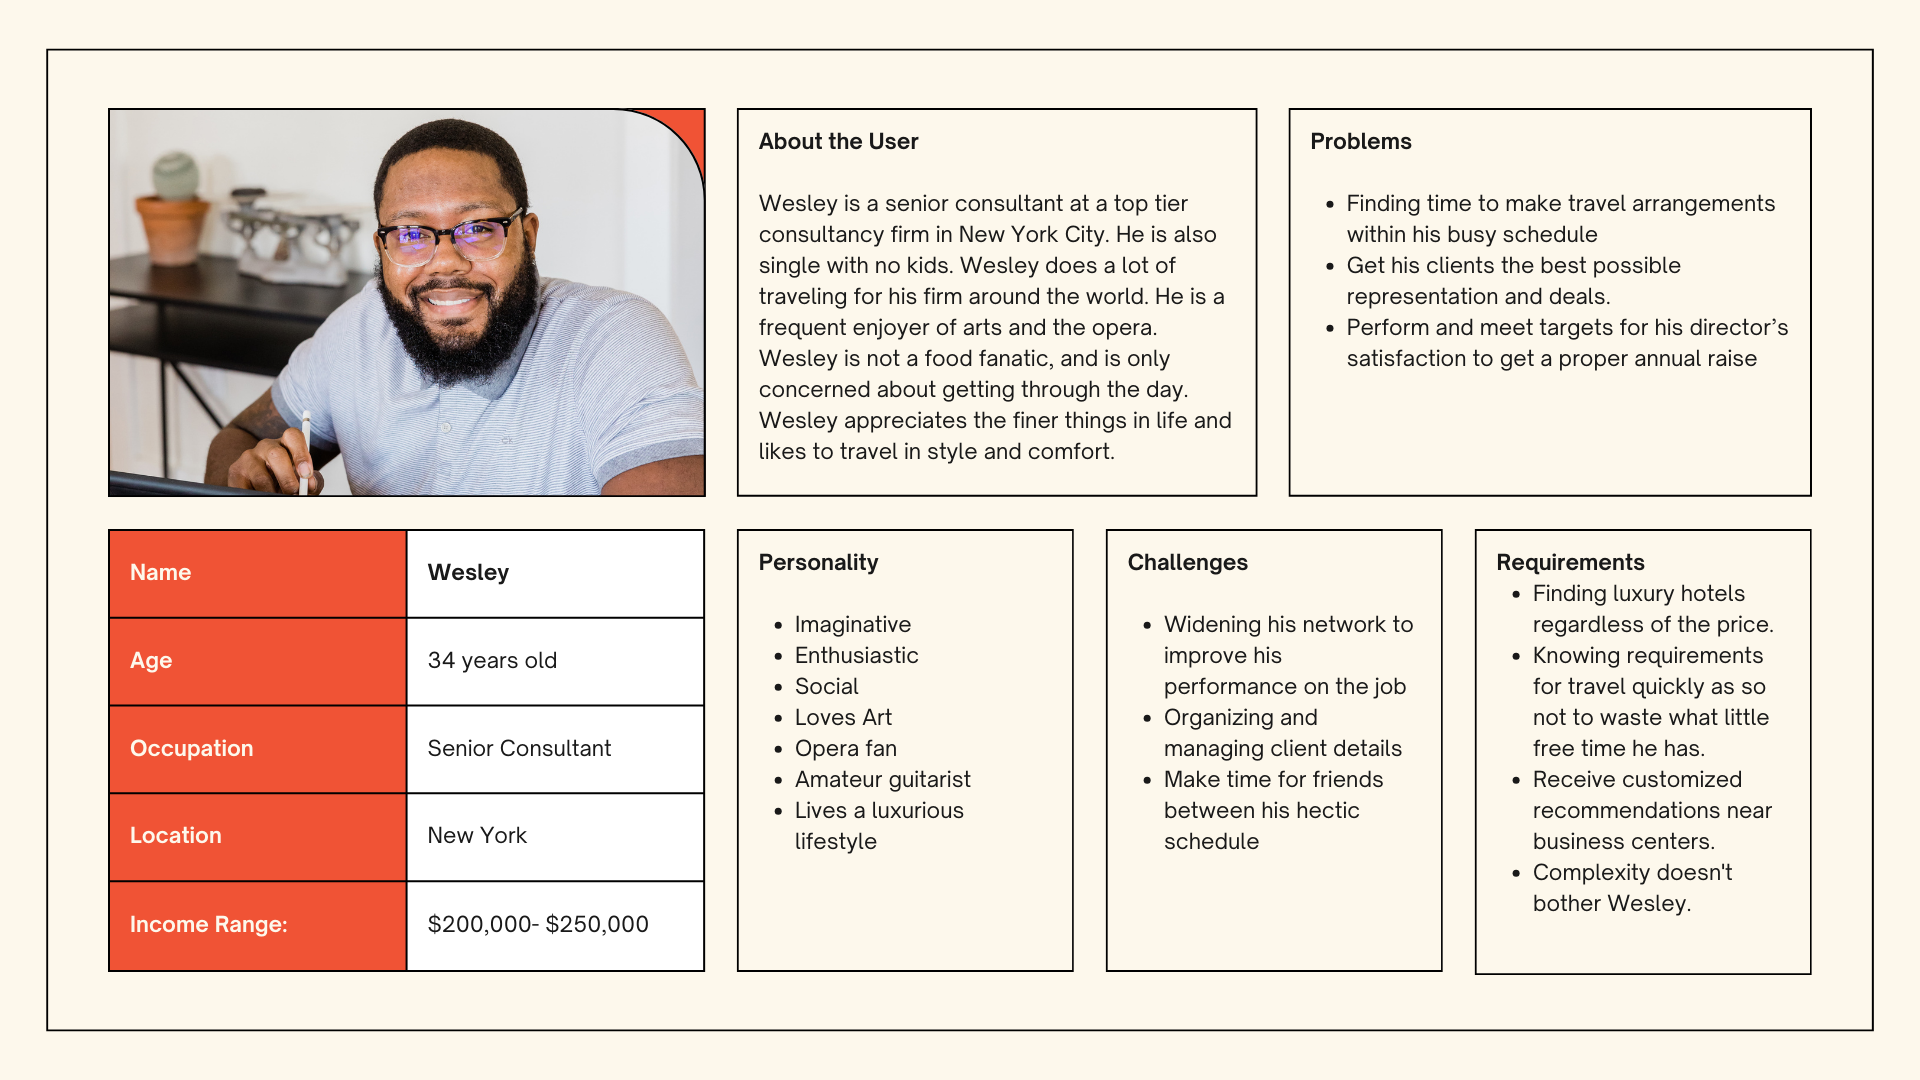 About the User
Wesley is a senior consultant at a top tier
consultancy firm in New York City. He is also
single with no kids. Wesley does a lot of
traveling for his firm around the world. He is a
frequent enjoyer of arts and the opera.
Wesley is not a food fanatic, and is only
concerned about getting through the day.
Wesley appreciates the finer things in life and
likes to travel in style and comfort.
Problems
• Finding time to make travel arrangements
within his busy schedule
• Get his clients the best possible
representation and deals.
• Perform and meet targets for his director’s
satisfaction to get a proper annual raise
Name Wesley
Age 34 years old
Occupation Senior Consultant
Location New York
Income Range: $200,000- $250,000
Personality
• Imaginative
• Enthusiastic
• Social
• Loves Art
• Opera fan
• Amateur guitarist
• Lives a luxurious
lifestyle
Challenges
• Widening his network to
improve his
performance on the job
• Organizing and
managing client details
• Make time for friends
between his hectic
schedule
Requirements
• Finding luxury hotels
regardless of the price.
• Knowing requirements
for travel quickly as so
not to waste what little
free time he has.
• Receive customized
recommendations near
business centers.
• Complexity doesn't
bother Wesley.